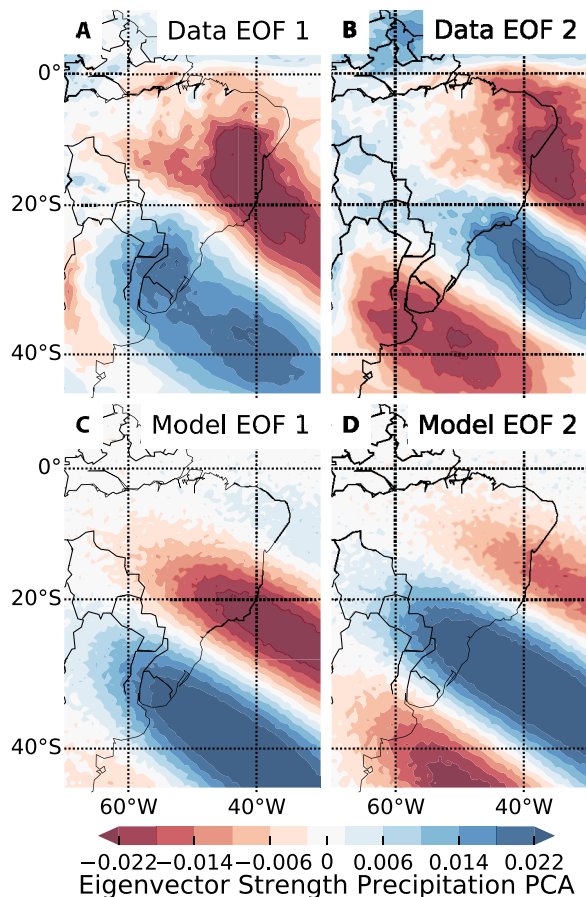 A Data EOF 1 B Data EOF 2
0°
20°S
40°S
C Model EOF 1 D Model EOF 2
0°
20°S
40°S
60°W 40°W 60°W 40°W
−0.022 −0.014 −0.006 0 0.006 0.014 0.022
Eigenvector Strength Precipitation PCA